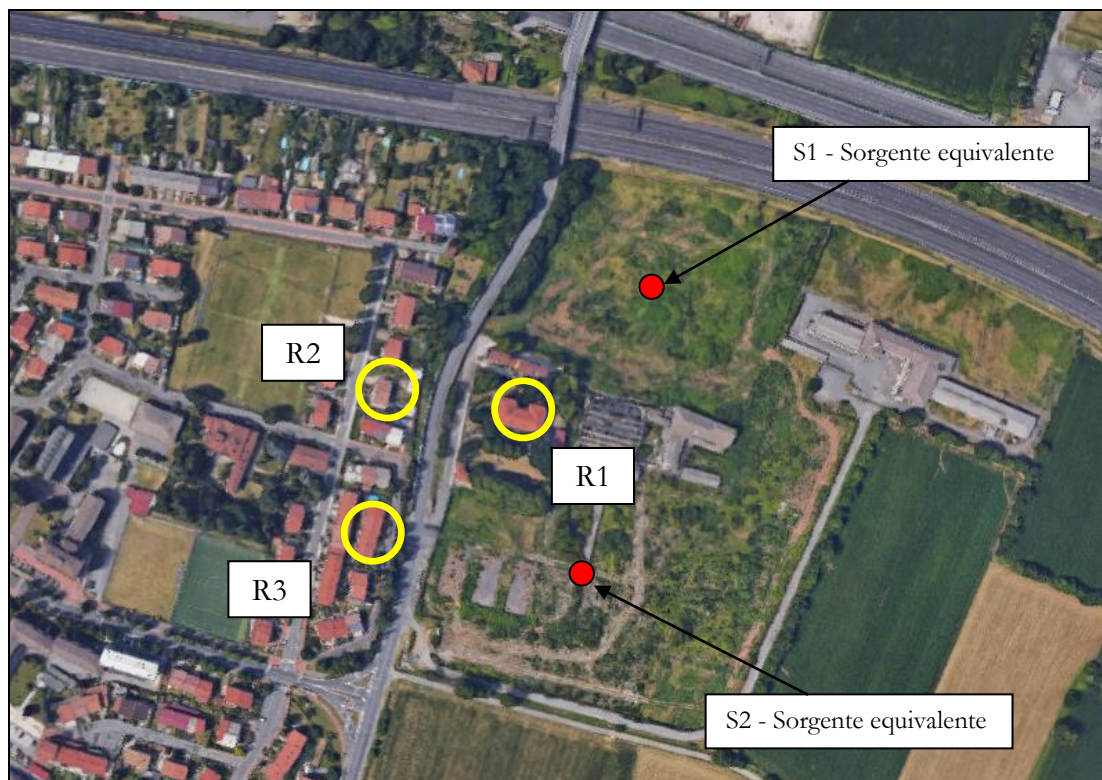 S1 - Sorgente equivalente
R2
R1
R3
S2 - Sorgente equivalente